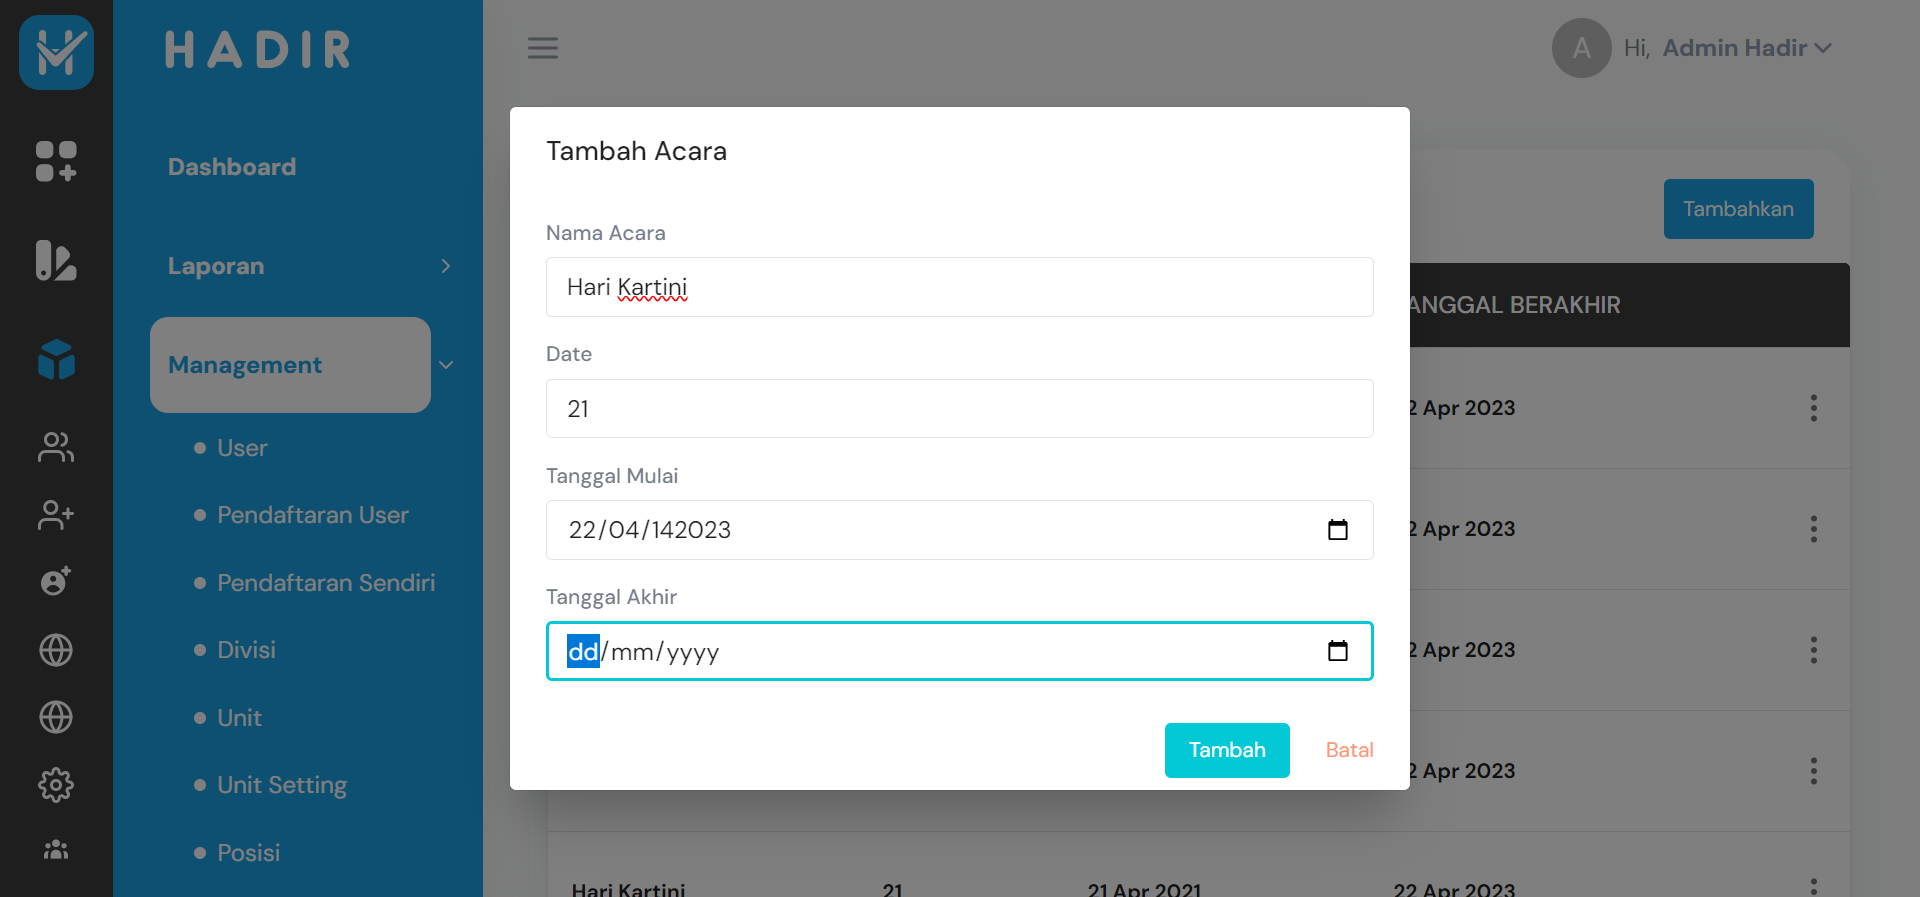 HADIR
A Hi, Admin Hadir
Dashboard
Laporan
Management
User
Pendaftaran User
Pendaftaran Sendiri
Divisi
Unit
Unit Setting
Posisi
Tambahkan
Tambah Acara
Nama Acara
Hari Kartini
Date
21
Tanggal Mulai
22/04/142023
Tanggal Akhir
dd/mm/yyyy
Tambah Batal
ANGGAL BERAKHIR
2 Apr 2023
2 Apr 2023
2 Apr 2023
2 Apr 2023
Hari Kartini 21 21 Apr 2021 22 Apr 2023